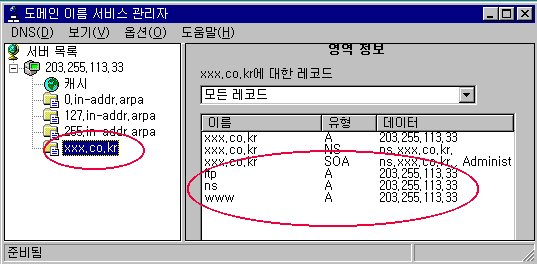 도메인 이름 서비스 관리자
DNS(D) 보기(V) 옵션(O) 도움말(H)
서버 목록
203.255.113.33
캐시
0.in-addr.arpa
127.in-addr.arpa
255.in-addr.arpa
xxx.co.kr
영역 정보
xxx.co.kr에 대한 레코드
모든 레코드
이름 유형 데이터
xxx.co.kr A 203.255.113.33
xxx.co.kr NS ns.xxx.co.kr.
xxx.co.kr SOA ns.xxx.co.kr., Administ
ftp A 203.255.113.33
ns A 203.255.113.33
www A 203.255.113.33
준비됨